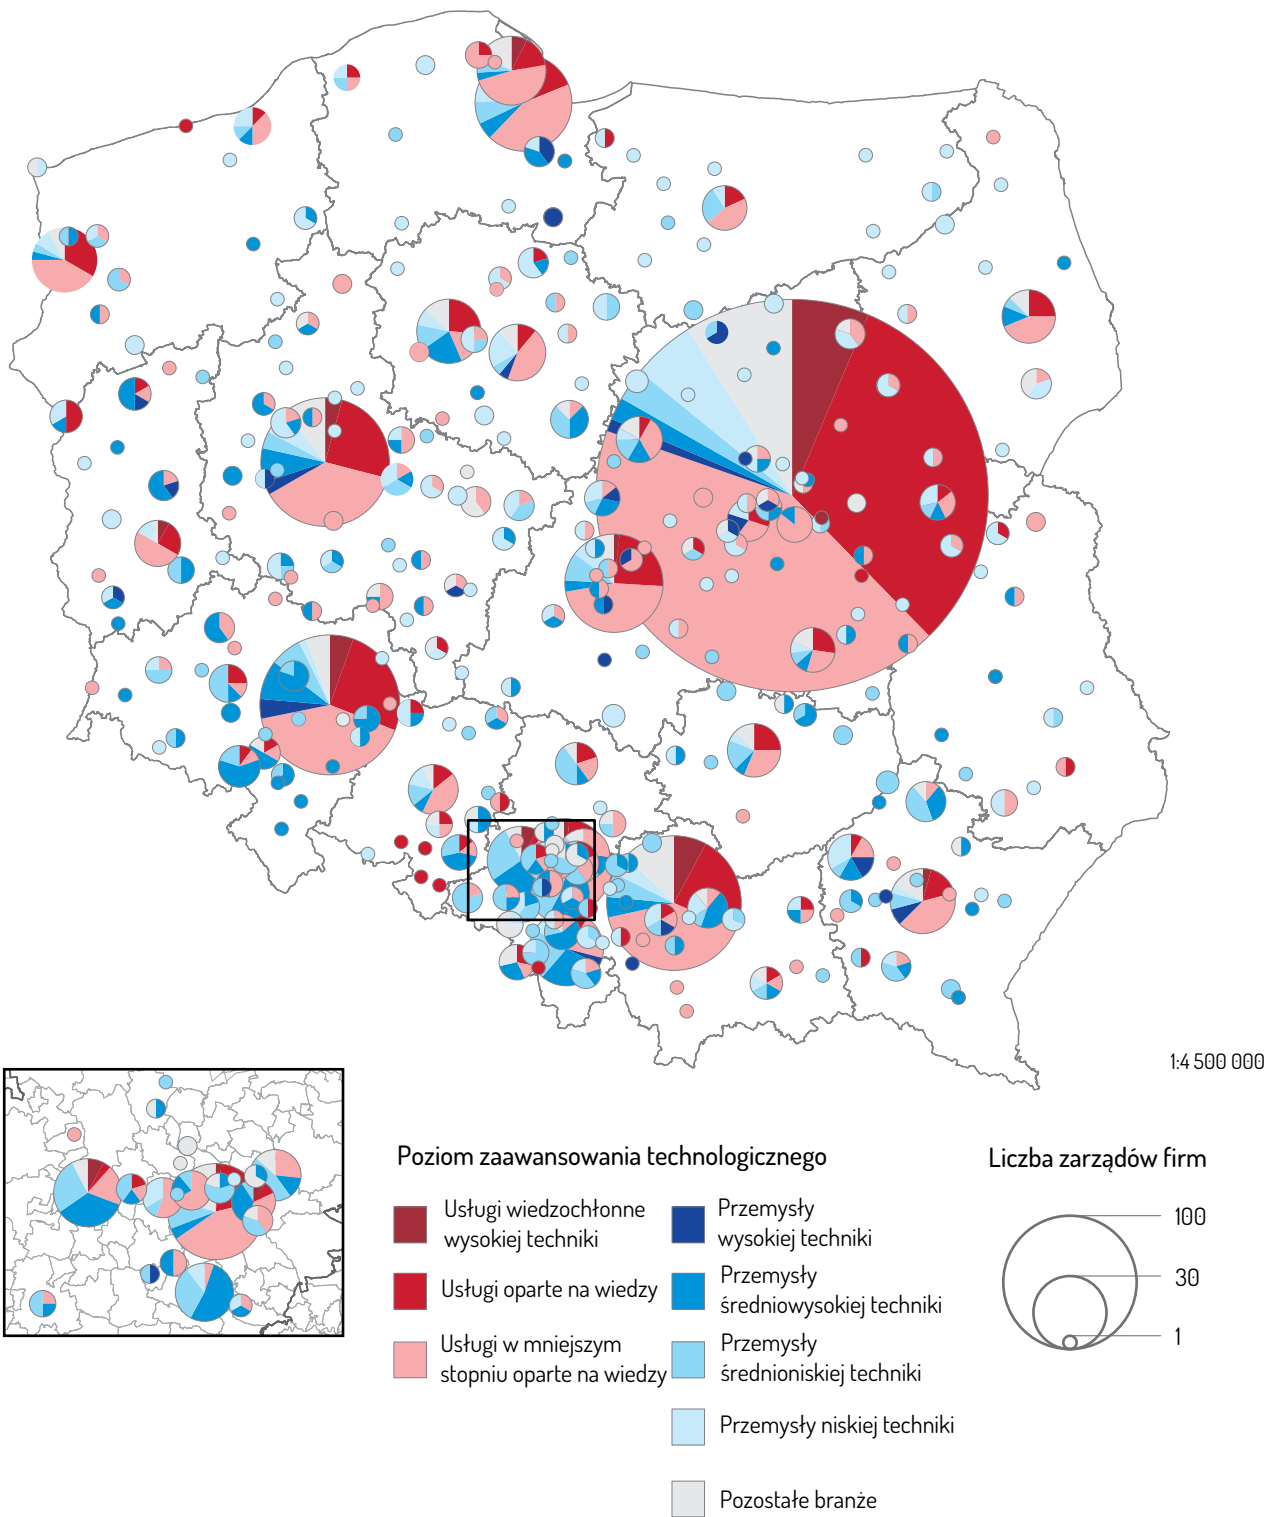 1:4 500 000
Poziom zaawansowania technologicznego
Usługi wiedzochłonne
wysokiej techniki
Usługi oparte na wiedzy
Usługi w mniejszym
stopniu oparte na wiedzy
Przemysły
wysokiej techniki
Przemysły
średniowysokiej techniki
Przemysły
średnioniskiej techniki
Przemysły niskiej techniki
Pozostałe branże
Liczba zarządów firm
100
30
1